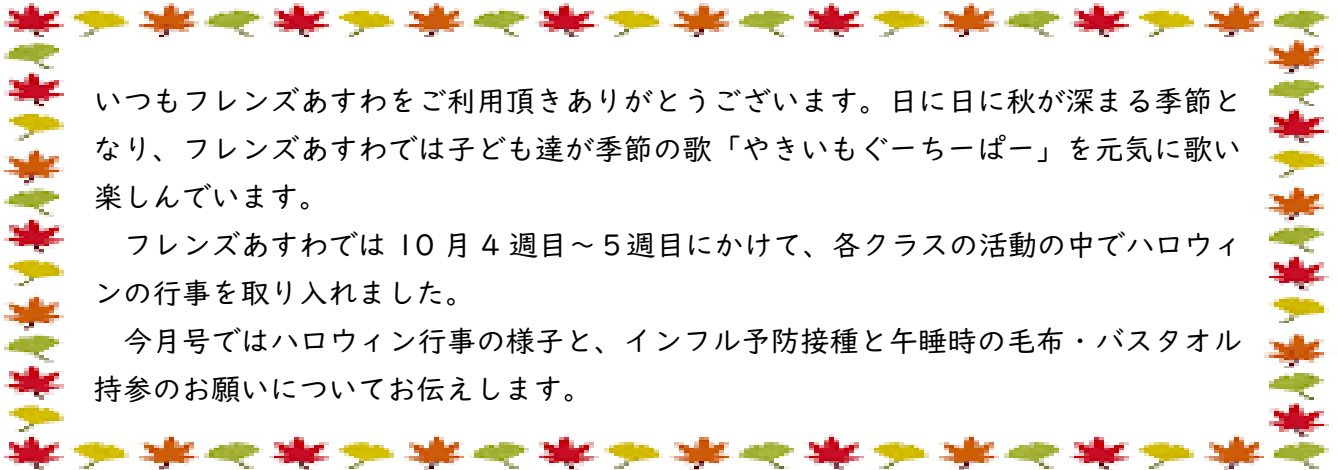 いつもフレンズあすわをご利用頂きありがとうございます。日に日に秋が深まる季節と
なり、フレンズあすわでは子ども達が季節の歌「やきいもぐーちーぱー」を元気に歌い
楽しんでいます。
　フレンズあすわでは 10 月 4 週目～５週目にかけて、各クラスの活動の中でハロウィ
ンの行事を取り入れました。
　今月号ではハロウィン行事の様子と、インフル予防接種と午睡時の毛布・バスタオル
持参のお願いについてお伝えします。